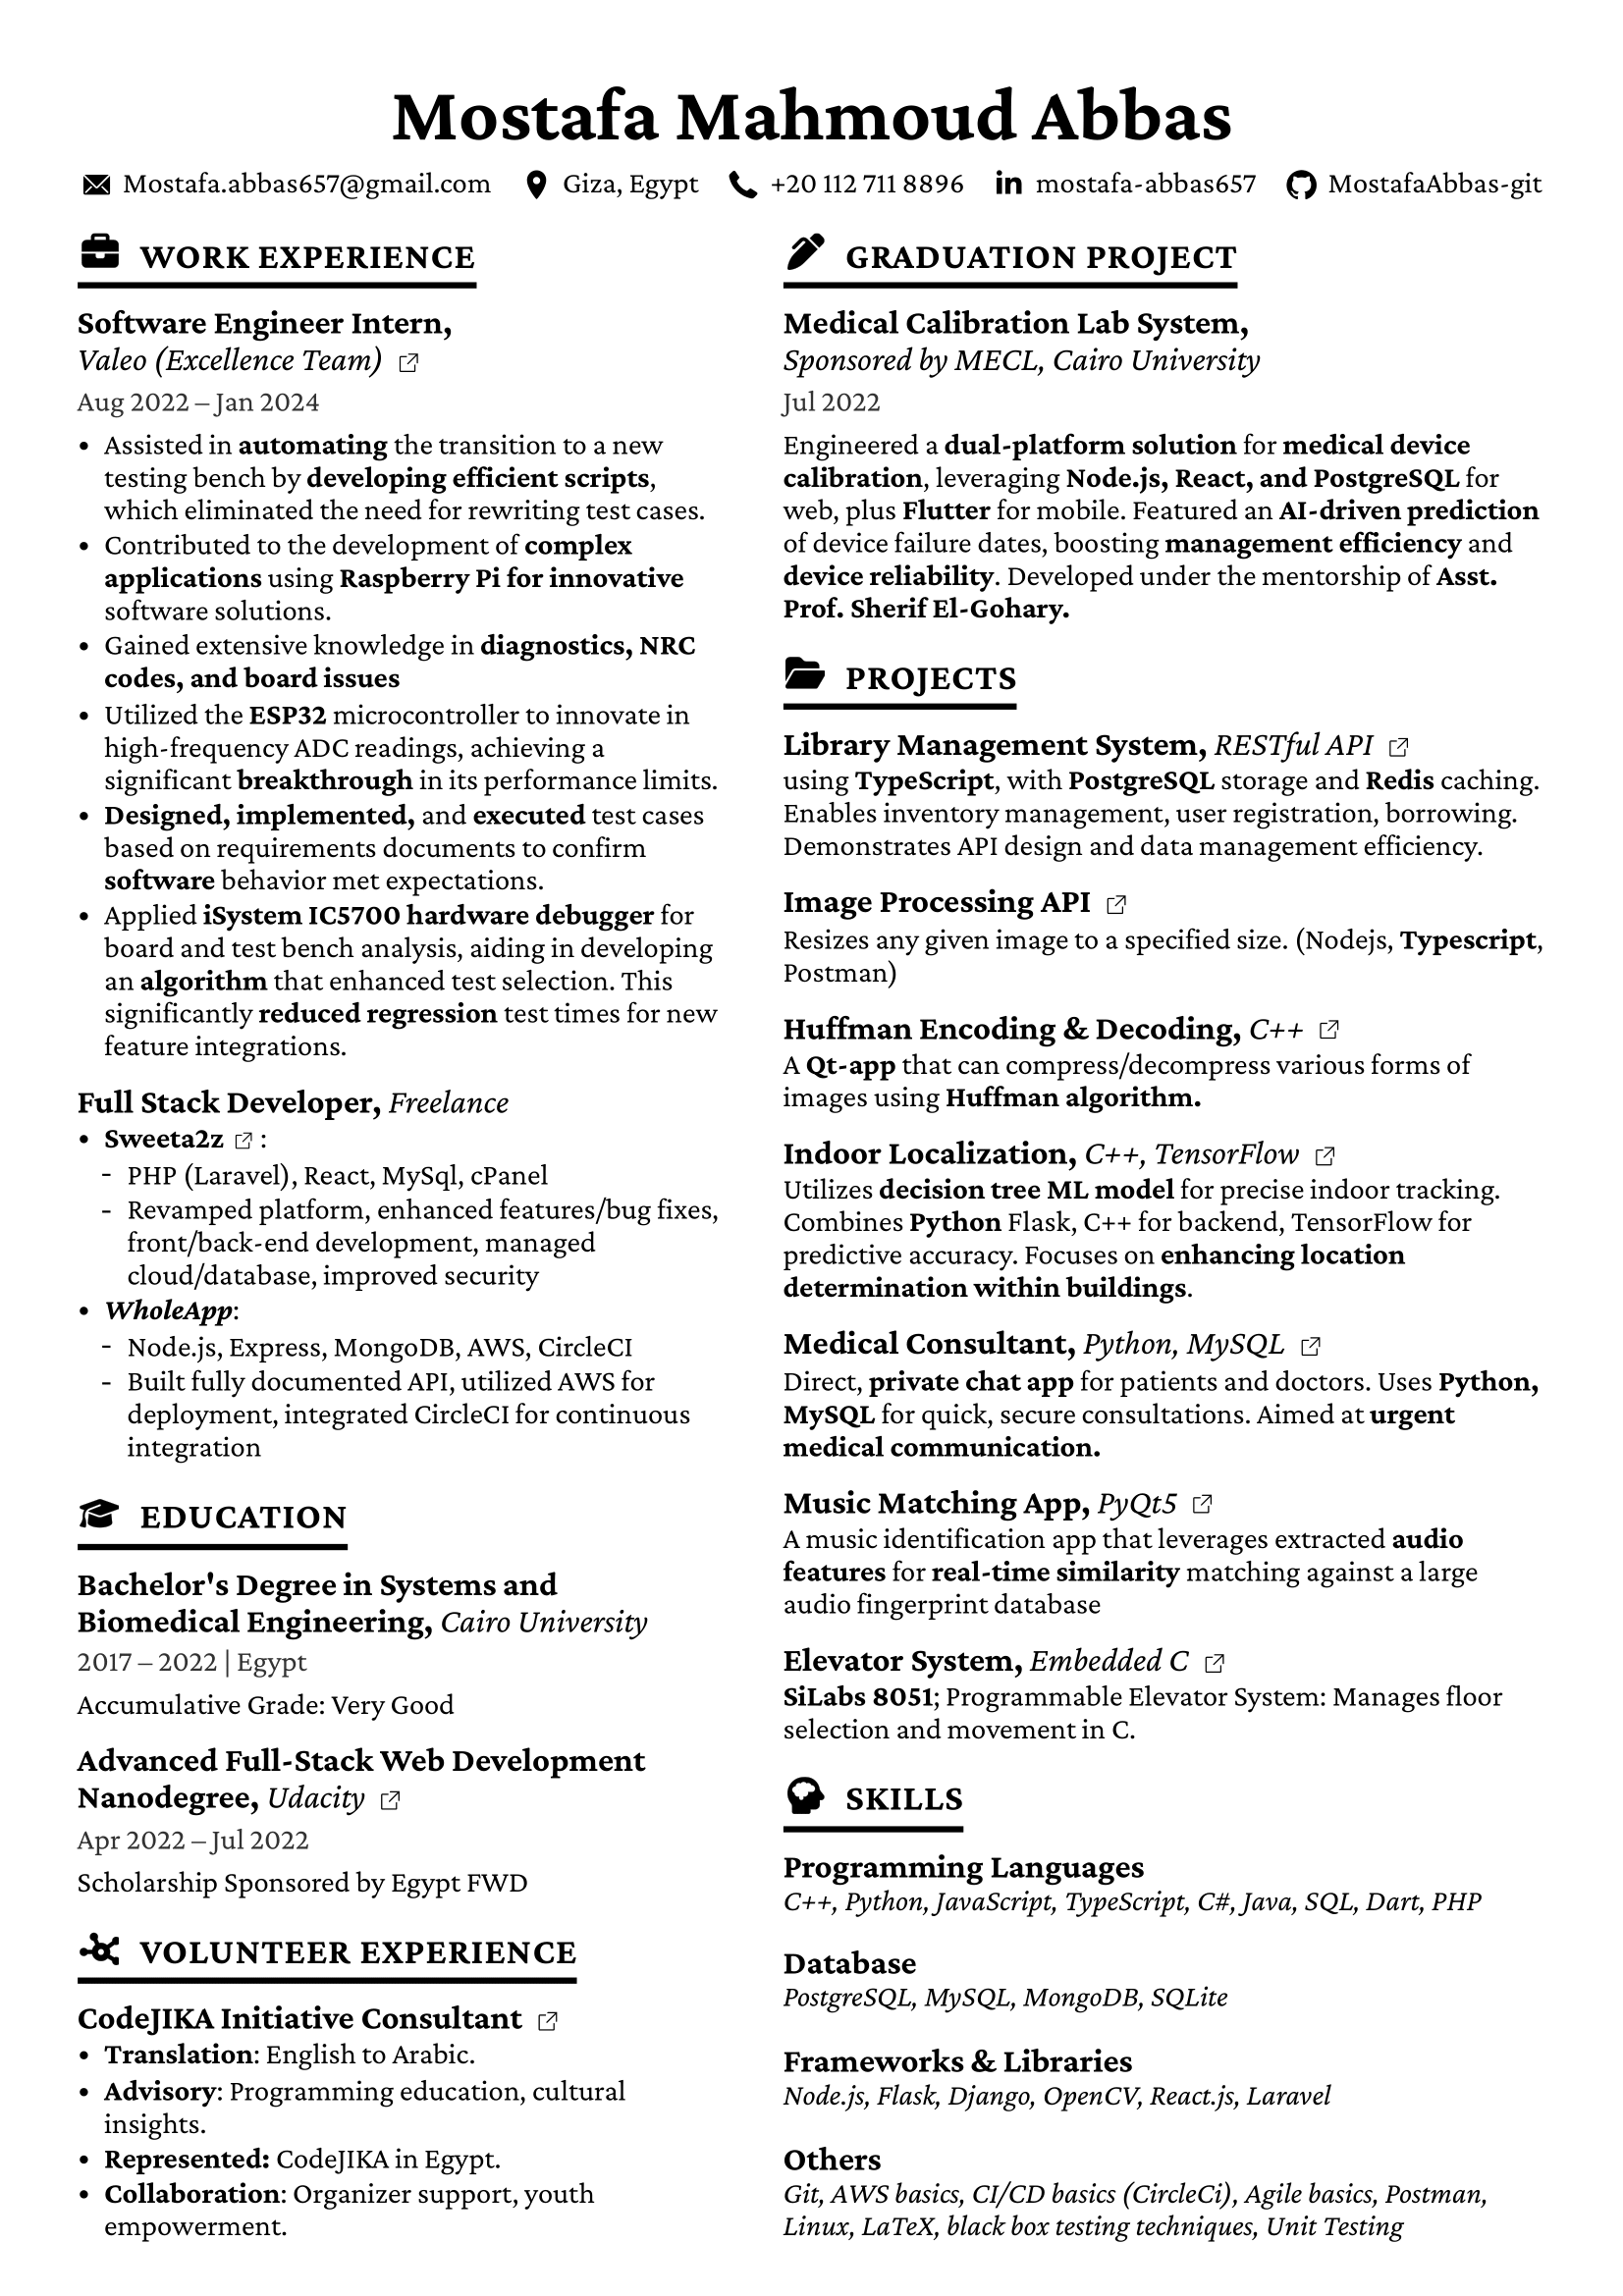 Mostafa Mahmoud Abbas
Mostafa.abbas657@gmail.com Giza, Egypt +20 112 711 8896 mostafa-abbas657 MostafaAbbas-git
WORK EXPERIENCE
Software Engineer Intern,
Valeo (Excellence Team)
Aug 2022 – Jan 2024
• Assisted in automating the transition to a new
testing bench by developing efficient scripts,
which eliminated the need for rewriting test cases.
• Contributed to the development of complex
applications using Raspberry Pi for innovative
software solutions.
• Gained extensive knowledge in diagnostics, NRC
codes, and board issues
• Utilized the ESP32 microcontroller to innovate in
high-frequency ADC readings, achieving a
significant breakthrough in its performance limits.
• Designed, implemented, and executed test cases
based on requirements documents to confirm
software behavior met expectations.
• Applied iSystem IC5700 hardware debugger for
board and test bench analysis, aiding in developing
an algorithm that enhanced test selection. This
significantly reduced regression test times for new
feature integrations.
Full Stack Developer, Freelance
• Sweeta2z :
- PHP (Laravel), React, MySql, cPanel
- Revamped platform, enhanced features/bug fixes,
front/back-end development, managed
cloud/database, improved security
• WholeApp:
- Node.js, Express, MongoDB, AWS, CircleCI
- Built fully documented API, utilized AWS for
deployment, integrated CircleCI for continuous
integration
EDUCATION
Bachelor's Degree in Systems and
Biomedical Engineering, Cairo University
2017 – 2022 | Egypt
Accumulative Grade: Very Good
Advanced Full-Stack Web Development
Nanodegree, Udacity
Apr 2022 – Jul 2022
Scholarship Sponsored by Egypt FWD
VOLUNTEER EXPERIENCE
CodeJIKA Initiative Consultant
• Translation: English to Arabic.
• Advisory: Programming education, cultural
insights.
• Represented: CodeJIKA in Egypt.
• Collaboration: Organizer support, youth
empowerment.
GRADUATION PROJECT
Medical Calibration Lab System,
Sponsored by MECL, Cairo University
Jul 2022
Engineered a dual-platform solution for medical device
calibration, leveraging Node.js, React, and PostgreSQL for
web, plus Flutter for mobile. Featured an AI-driven prediction
of device failure dates, boosting management efficiency and
device reliability. Developed under the mentorship of Asst.
Prof. Sherif El-Gohary.
PROJECTS
Library Management System, RESTful API
using TypeScript, with PostgreSQL storage and Redis caching.
Enables inventory management, user registration, borrowing.
Demonstrates API design and data management efficiency.
Image Processing API
Resizes any given image to a specified size. (Nodejs, Typescript,
Postman)
Huffman Encoding & Decoding, C++
A Qt-app that can compress/decompress various forms of
images using Huffman algorithm.
Indoor Localization, C++, TensorFlow
Utilizes decision tree ML model for precise indoor tracking.
Combines Python Flask, C++ for backend, TensorFlow for
predictive accuracy. Focuses on enhancing location
determination within buildings.
Medical Consultant, Python, MySQL
Direct, private chat app for patients and doctors. Uses Python,
MySQL for quick, secure consultations. Aimed at urgent
medical communication.
Music Matching App, PyQt5
A music identification app that leverages extracted audio
features for real-time similarity matching against a large
audio fingerprint database
Elevator System, Embedded C
SiLabs 8051; Programmable Elevator System: Manages floor
selection and movement in C.
SKILLS
Programming Languages
C++, Python, JavaScript, TypeScript, C#, Java, SQL, Dart, PHP
Database
PostgreSQL, MySQL, MongoDB, SQLite
Frameworks & Libraries
Node.js, Flask, Django, OpenCV, React.js, Laravel
Others
Git, AWS basics, CI/CD basics (CircleCi), Agile basics, Postman,
Linux, LaTeX, black box testing techniques, Unit Testing